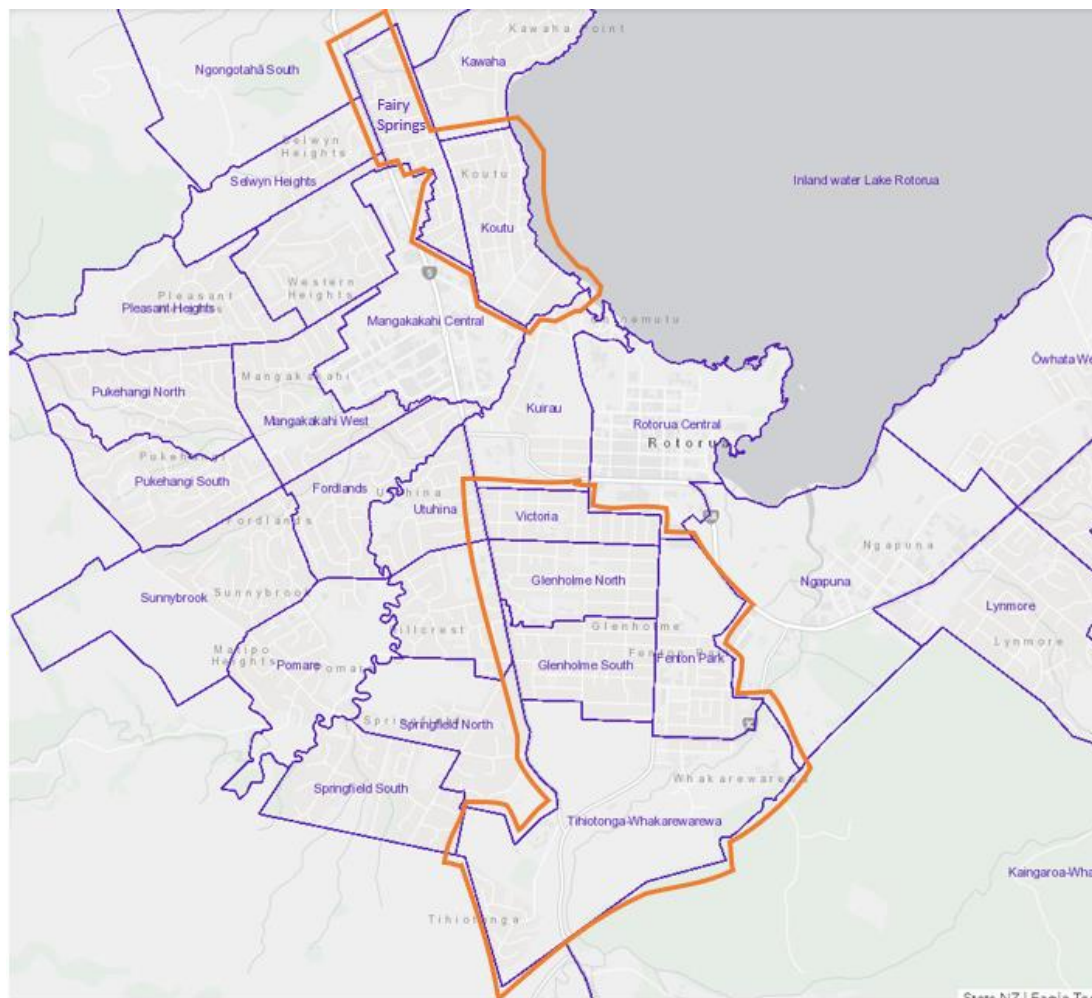 Kawaha Point
Ngongotahā South
Kawaha
Fairy
Springs
Selwyn
Heights
Selwyn Heights
Koutu
Inland water Lake Rotorua
Koutu
5
Western
Heights
Pleasant
Pleasant Heights
Mangakakahi Central
Ōwhata We
Mangakakahi
Pukehangi North
Kuirau
Mangakakahi West
Rotorua Central
Rotorua
Pukehangi
Pukehangi South
Fordlands
Utuhina
Utuhina
Victoria
Fordlands
Ngapuna
Ngapuna
Glenholme North
Sunnybrook
Sunnybrook
Lynmore
Glenholme
Lynmore
Hillcrest
Matipo
Heights
Pomare
Pomare
Glenholme South
Fenton Park
Springfield North
Springfield
Whakarewarewa
Springfield South
Tihiotonga-Whakarewarewa
Kaingaroa-Wha
Tihiotonga